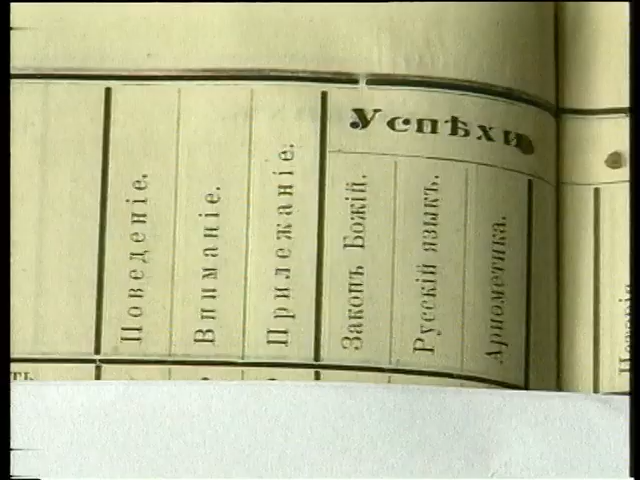 Успѣхи
Поведеніе.
Вниманіе.
Прилежаніе.
Законъ Божій.
Русскій языкъ.
Ариѳметика.